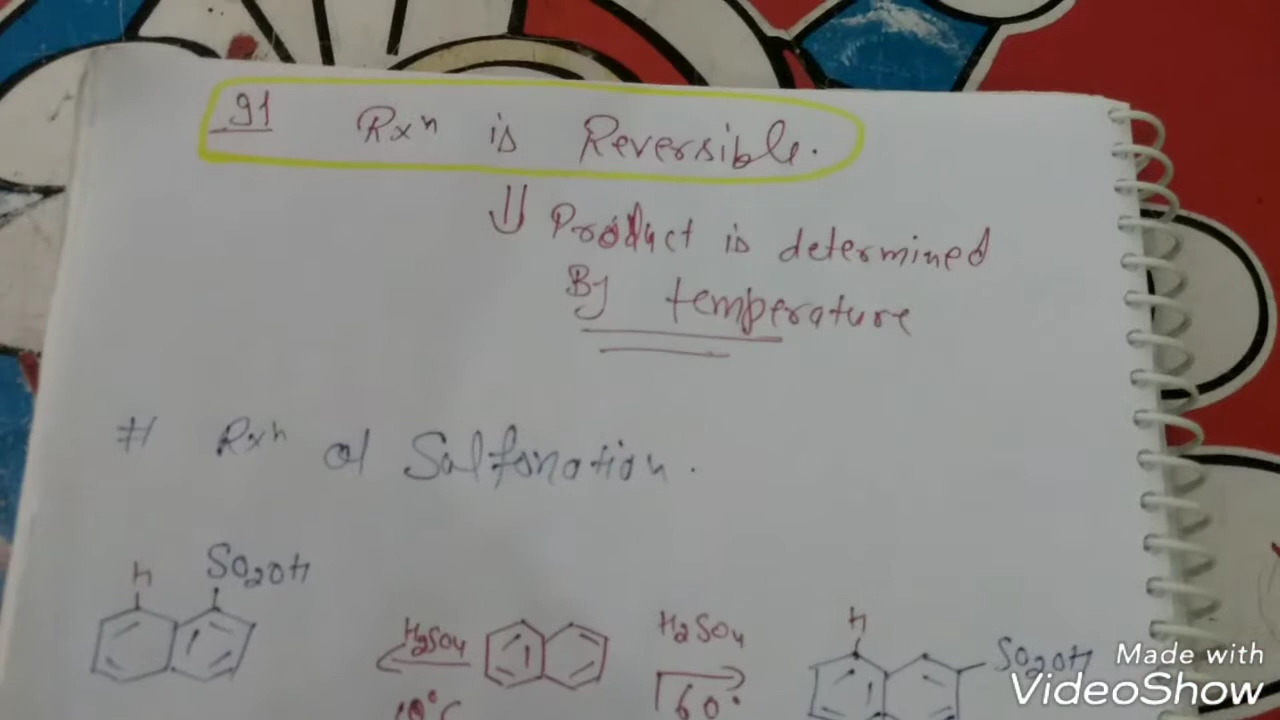 91 Rxn is Reversible.
⇓ Product is determined
By temperature
# Rxn of Sulfonation.
H SO2OH
H2SO4
H2SO4
60°
H SO2OH
Made with
VideoShow